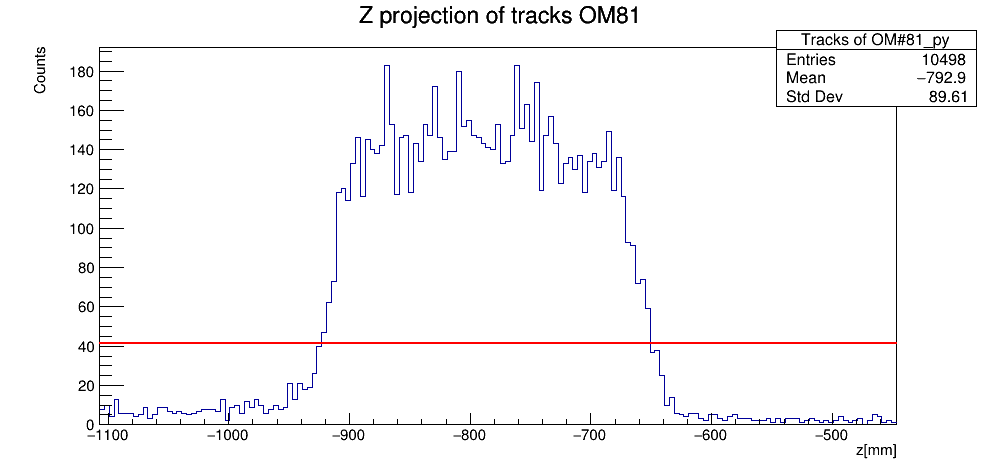 Z projection of tracks OM81
Counts
Tracks of OM#81_py
Entries 10498
Mean −792.9
Std Dev 89.61
180
160
140
120
100
80
60
40
20
0
−1100 −1000 −900 −800 −700 −600 −500
z[mm]